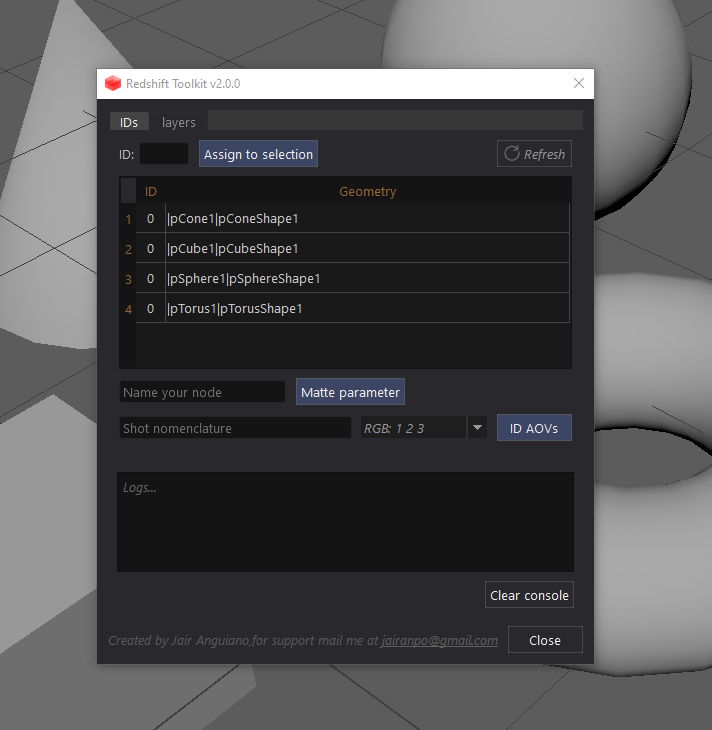 Redshift Toolkit v2.0.0
IDs layers
ID: Assign to selection Refresh
ID Geometry
1 0 |pCone1|pConeShape1
2 0 |pCube1|pCubeShape1
3 0 |pSphere1|pSphereShape1
4 0 |pTorus1|pTorusShape1
Name your node Matte parameter
Shot nomenclature RGB: 1 2 3 ID AOVs
Logs...
Clear console
Created by Jair Anguiano,for support mail me at jairanpo@gmail.com Close